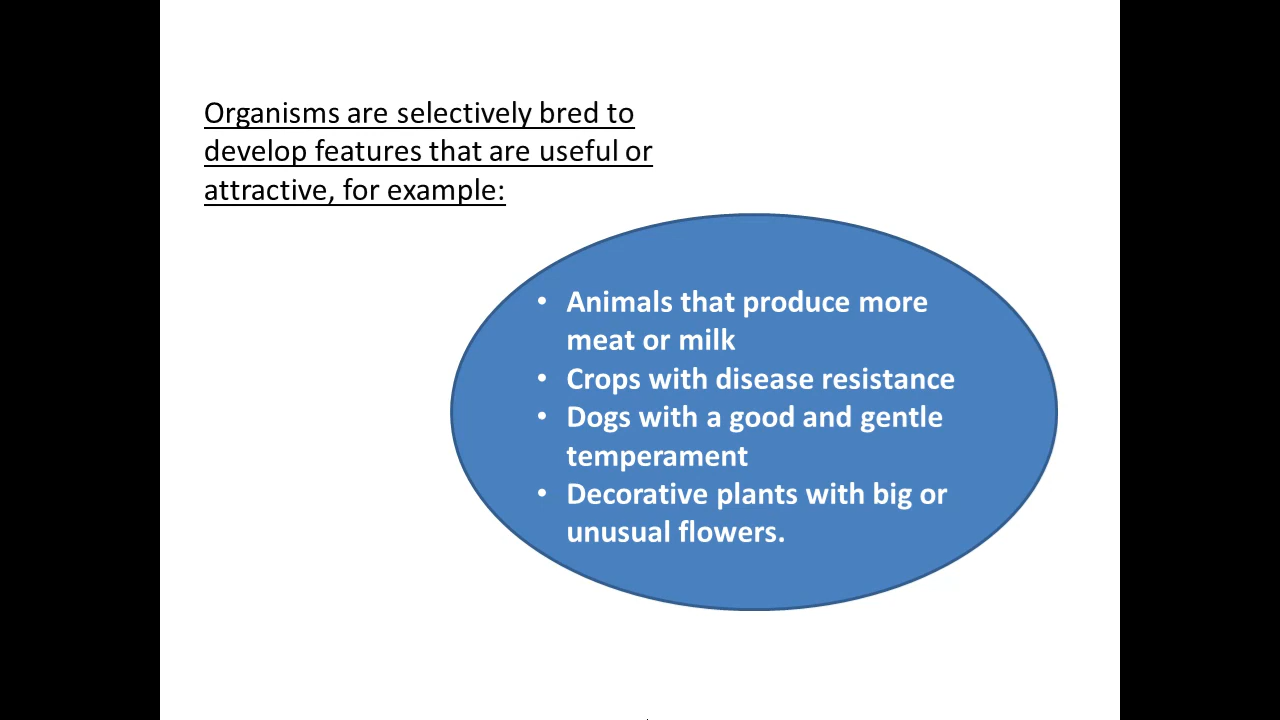 Organisms are selectively bred to
develop features that are useful or
attractive, for example:
• Animals that produce more
meat or milk
• Crops with disease resistance
• Dogs with a good and gentle
temperament
• Decorative plants with big or
unusual flowers.